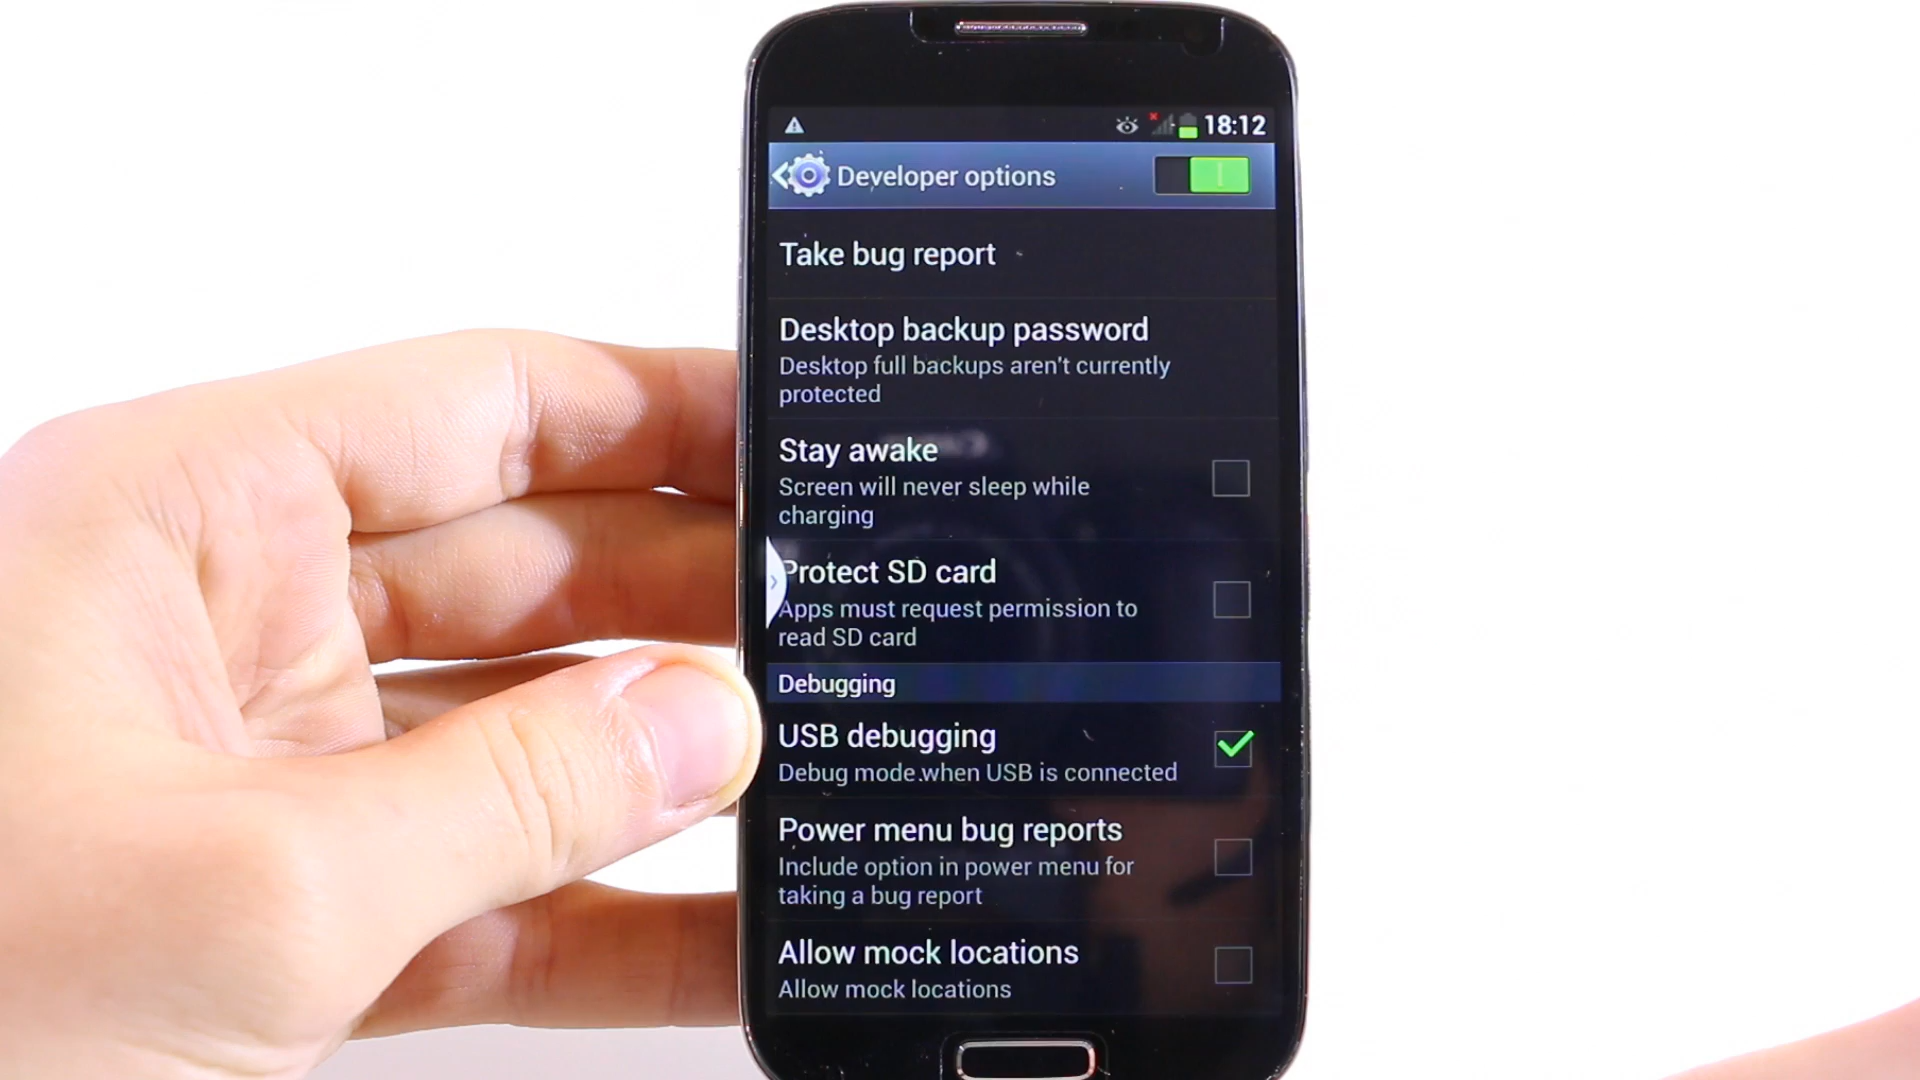 18:12
Developer options
Take bug report
Desktop backup password
Desktop full backups aren't currently
protected
Stay awake
Screen will never sleep while
charging
Protect SD card
Apps must request permission to
read SD card
Debugging
USB debugging
Debug mode when USB is connected
Power menu bug reports
Include option in power menu for
taking a bug report
Allow mock locations
Allow mock locations